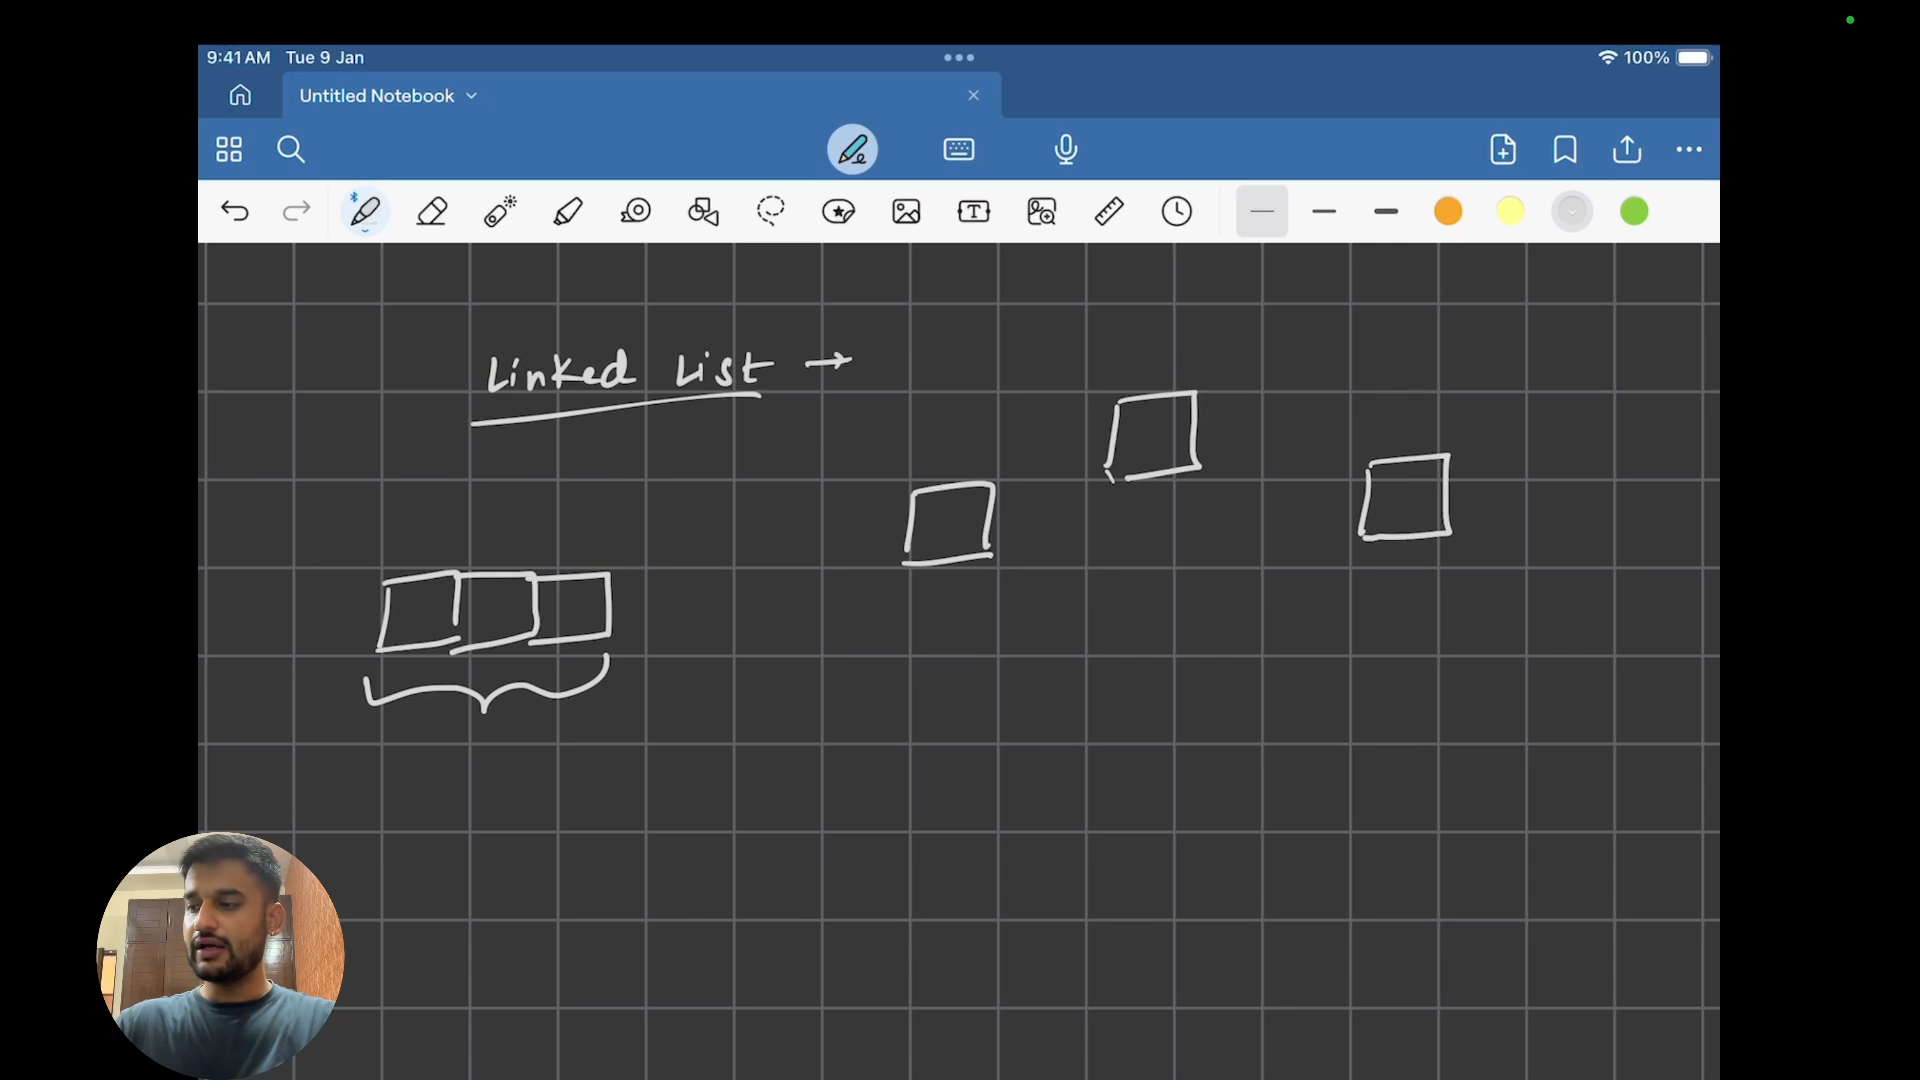 9:41 AM Tue 9 Jan
100%
Untitled Notebook
Linked List →